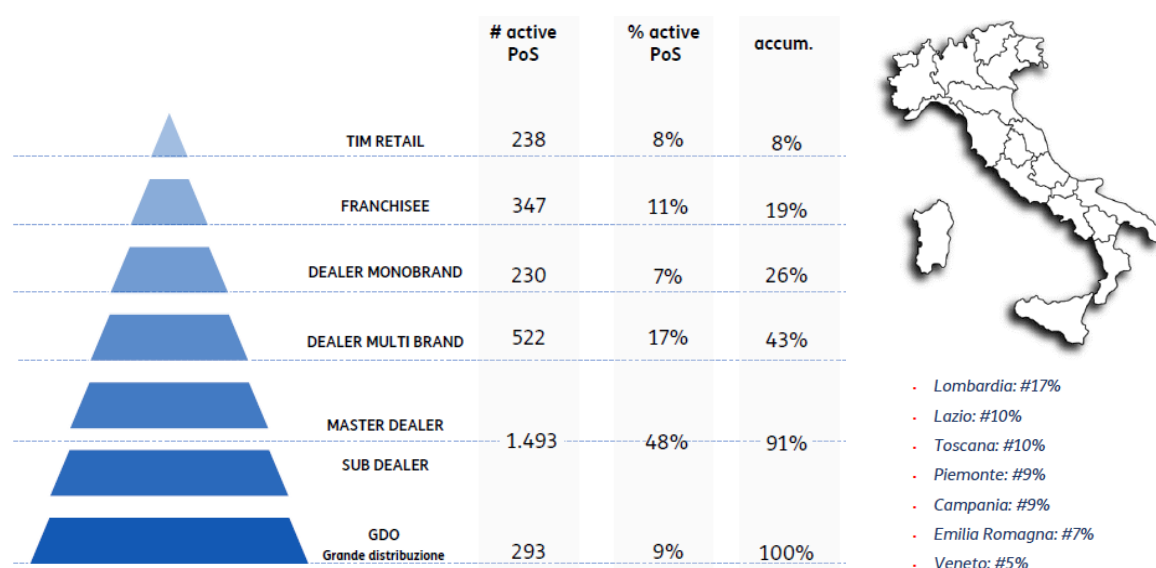 # active PoS
% active PoS
accum.
TIM RETAIL 238 8% 8%
FRANCHISEE 347 11% 19%
DEALER MONOBRAND 230 7% 26%
DEALER MULTI BRAND 522 17% 43%
MASTER DEALER
1.493 48% 91%
SUB DEALER
GDO
Grande distribuzione 293 9% 100%
Lombardia: #17%
Lazio: #10%
Toscana: #10%
Piemonte: #9%
Campania: #9%
Emilia Romagna: #7%
Veneto: #5%